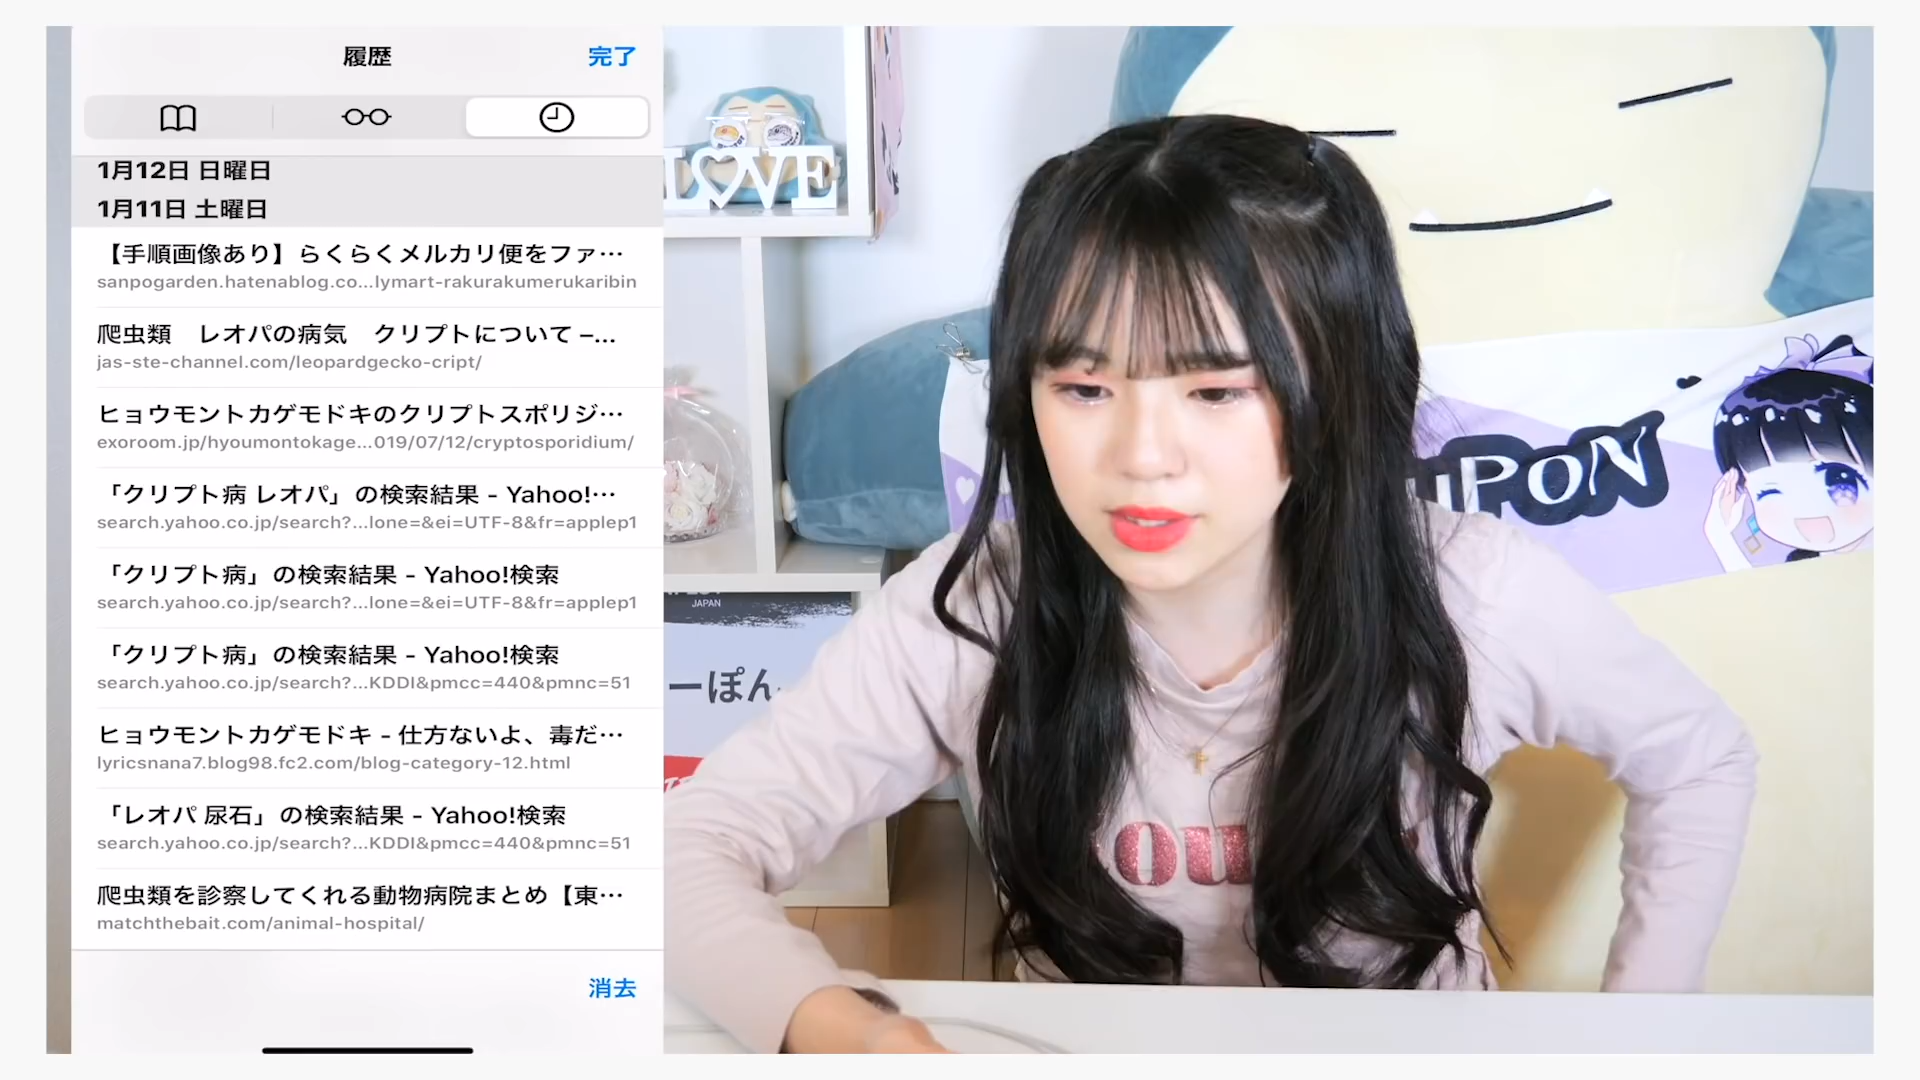 履歴
完了
1月12日 日曜日
1月11日 土曜日
【手順画像あり】らくらくメルカリ便をファ…
sanpogarden.hatenablog.co...lymart-rakurakumerukaribin
爬虫類　レオパの病気　クリプトについて –...
jas-ste-channel.com/leopardgecko-cript/
ヒョウモントカゲモドキのクリプトスポリジ…
exoroom.jp/hyoumontokage...019/07/12/cryptosporidium/
「クリプト病 レオパ」の検索結果 - Yahoo!…
search.yahoo.co.jp/search?...lone=&ei=UTF-8&fr=applep1
「クリプト病」の検索結果 - Yahoo!検索
search.yahoo.co.jp/search?...lone=&ei=UTF-8&fr=applep1
「クリプト病」の検索結果 - Yahoo!検索
search.yahoo.co.jp/search?...KDDI&pmcc=440&pmnc=51
ヒョウモントカゲモドキ - 仕方ないよ、毒だ…
lyricsnana7.blog98.fc2.com/blog-category-12.html
「レオパ 尿石」の検索結果 - Yahoo!検索
search.yahoo.co.jp/search?...KDDI&pmcc=440&pmnc=51
爬虫類を診察してくれる動物病院まとめ【東…
matchthebait.com/animal-hospital/
消去
LOVE
JAPAN
ーぽん
PON